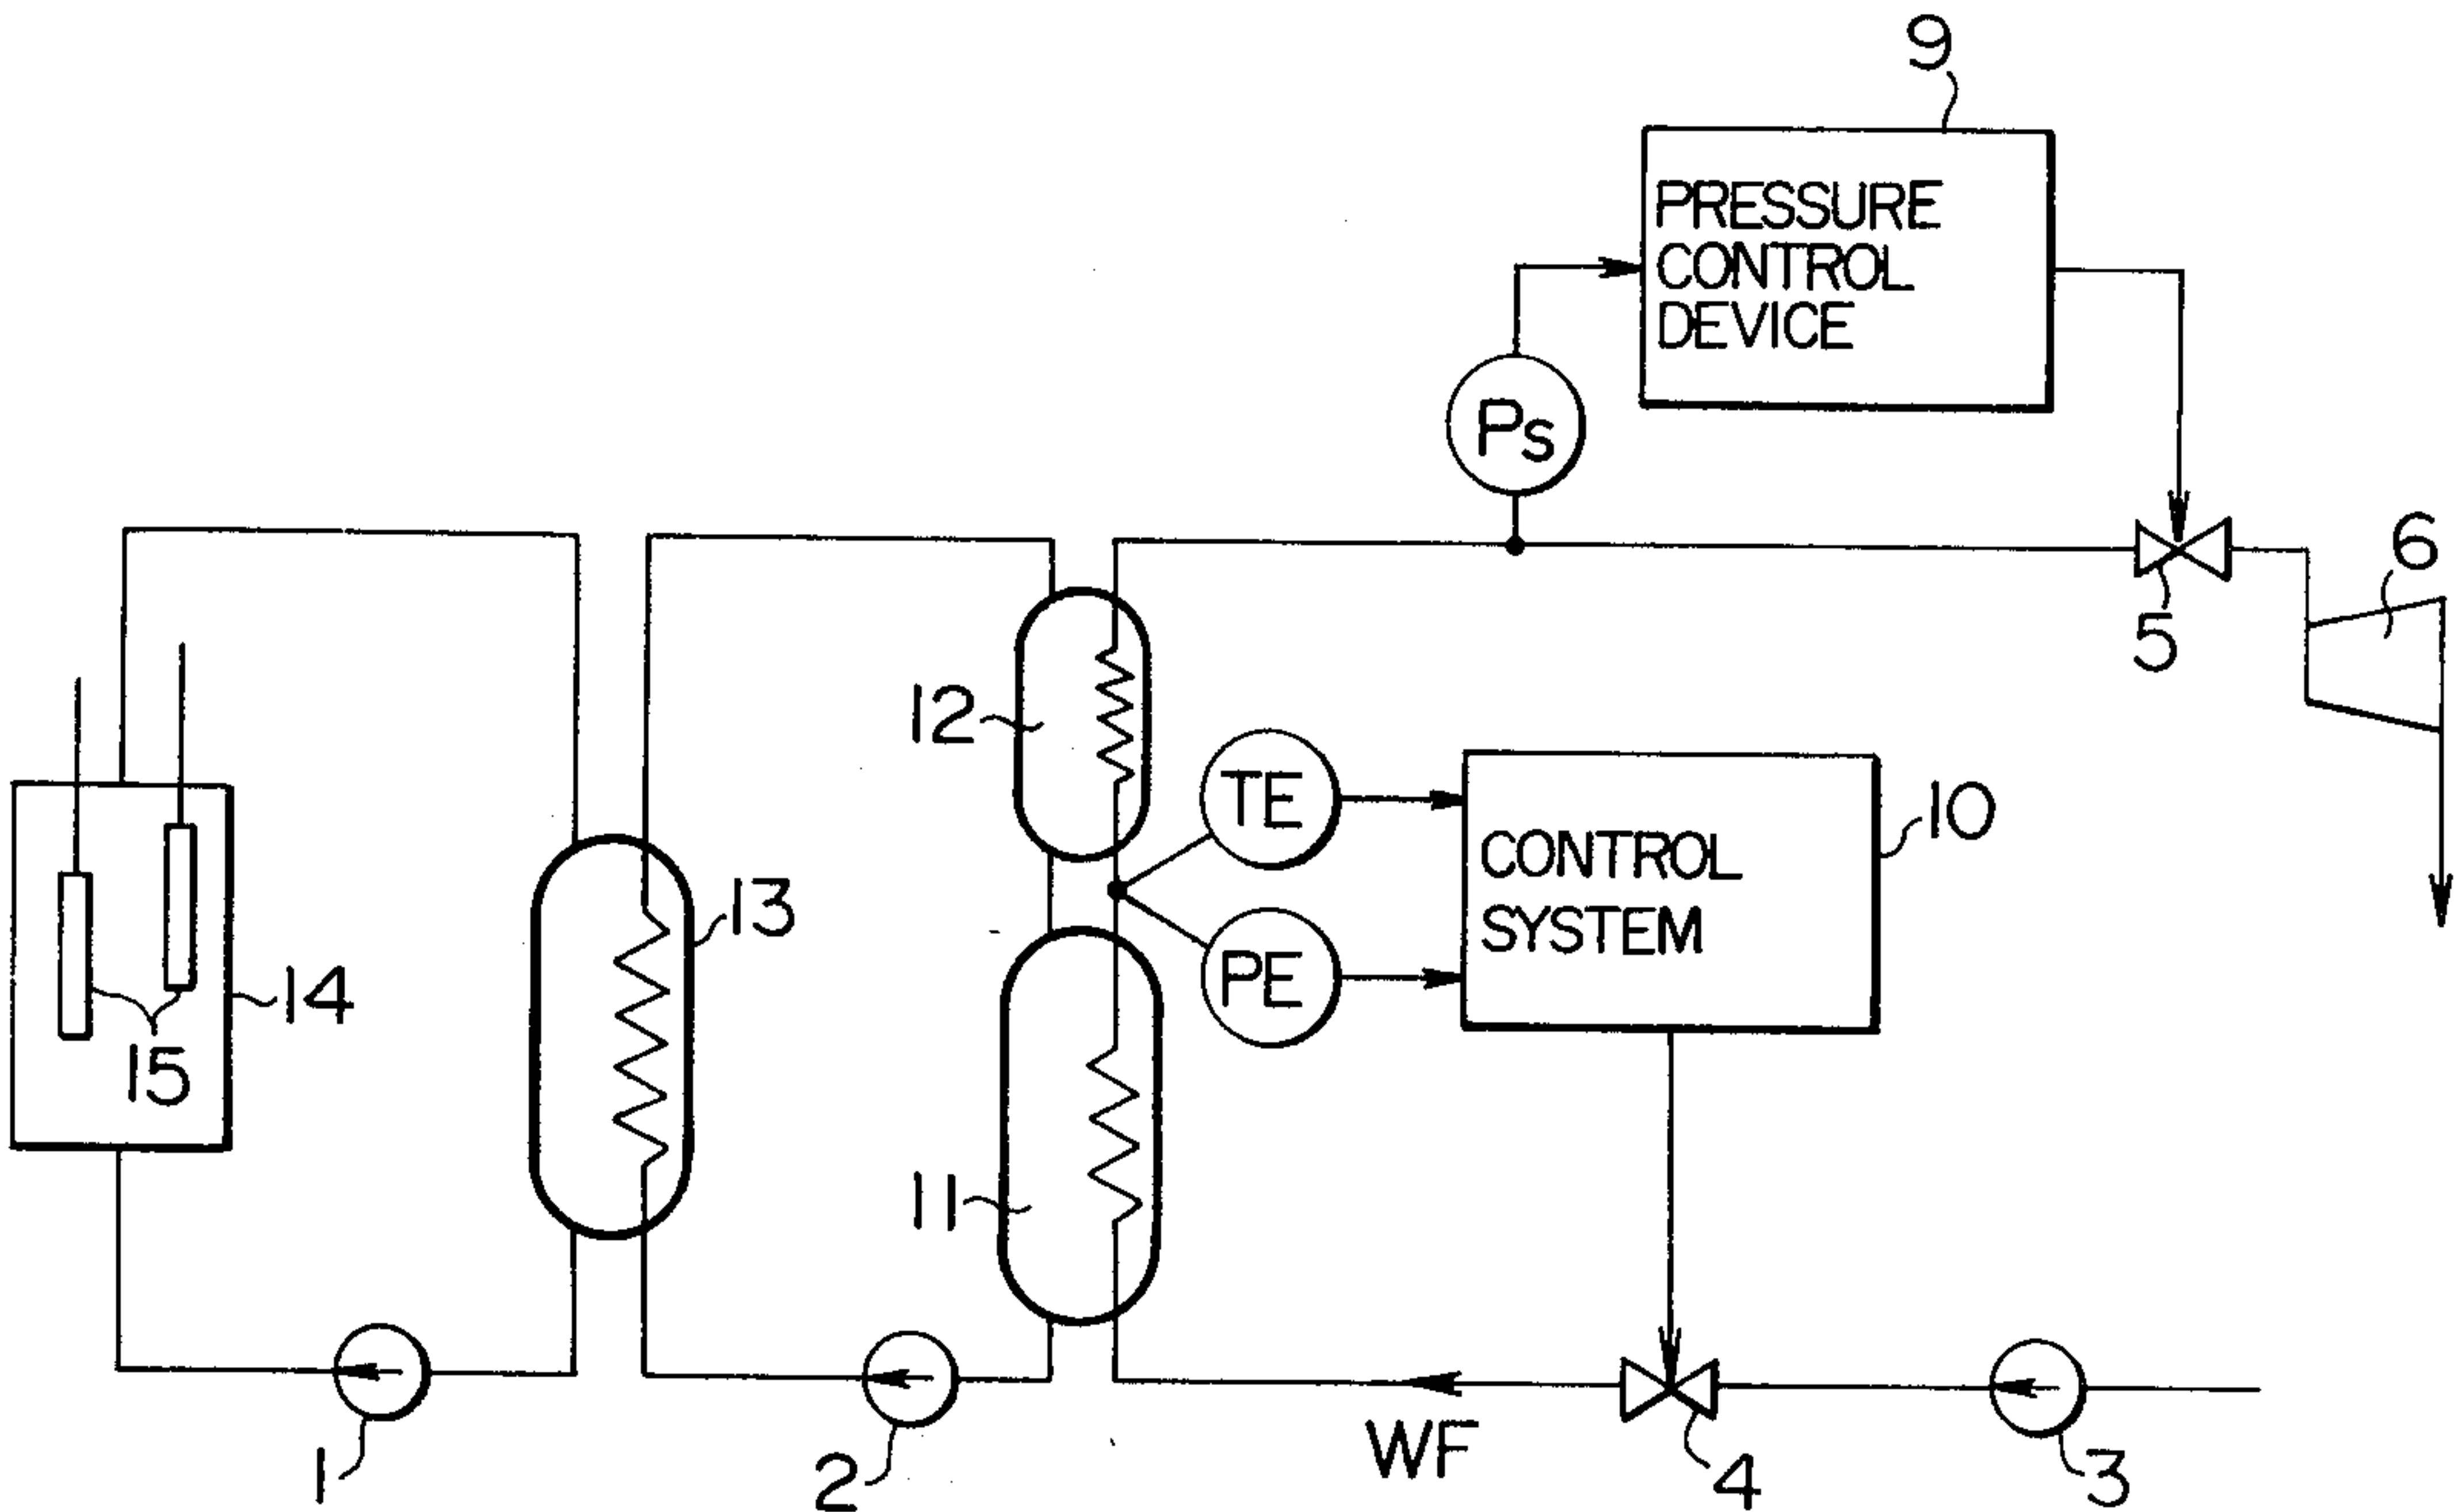 9
PRESSURE
CONTROL
DEVICE
Ps
6
5
12
TE
10
CONTROL
SYSTEM
13
PE
14
15
11
WF
1
2
4
3